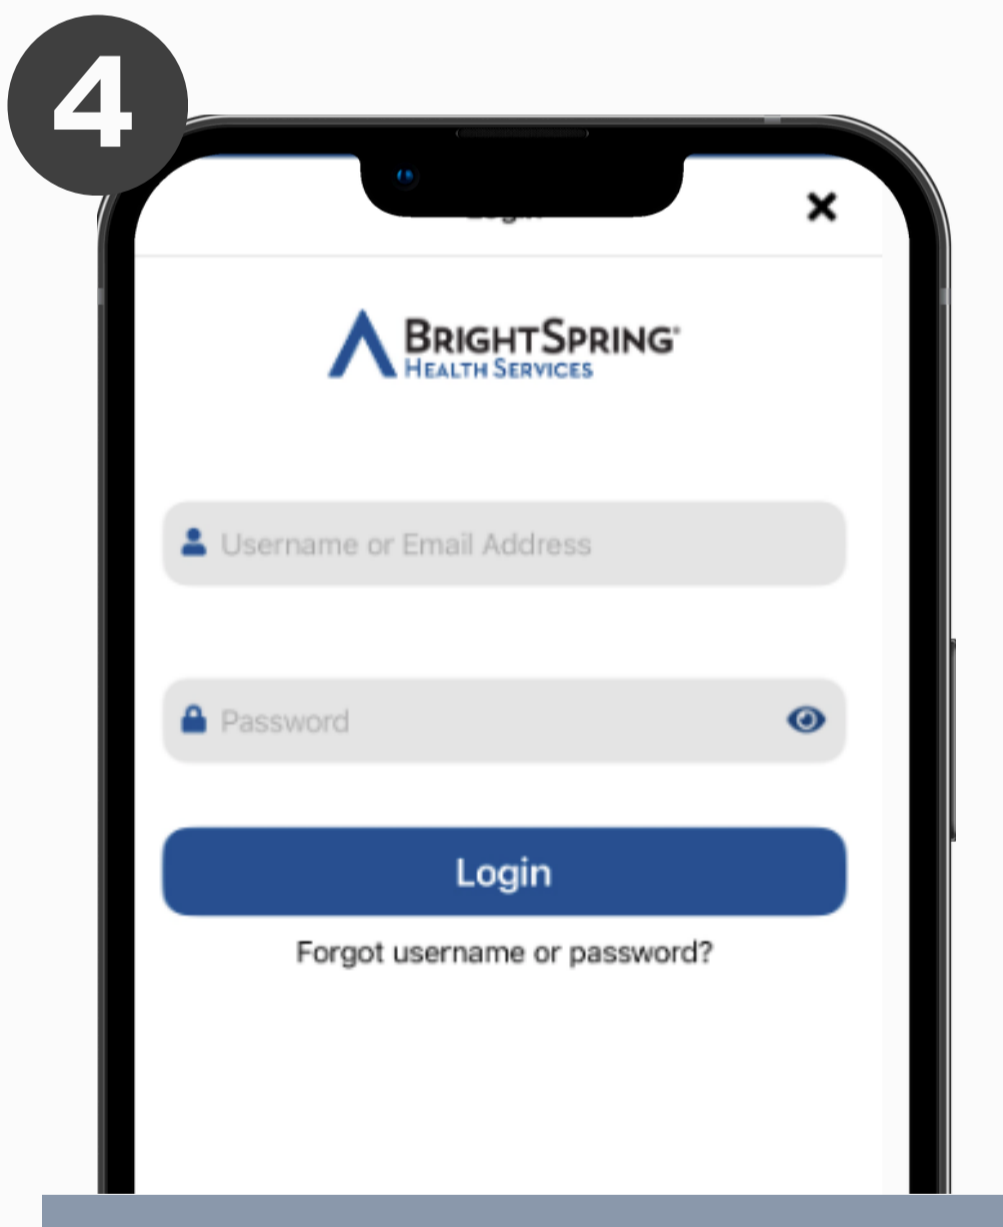 4
BRIGHTSPRING
HEALTH SERVICES
Username or Email Address
Password
Login
Forgot username or password?